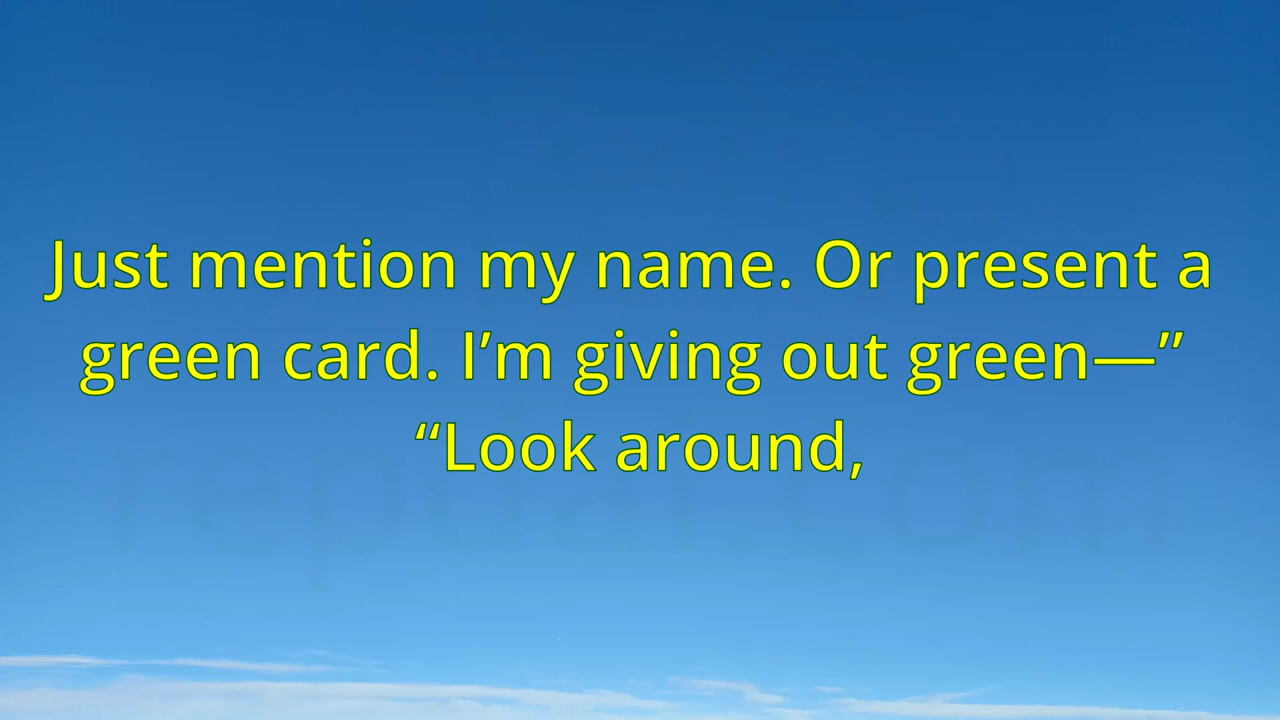 Just mention my name. Or present a
green card. I’m giving out green—”
“Look around,